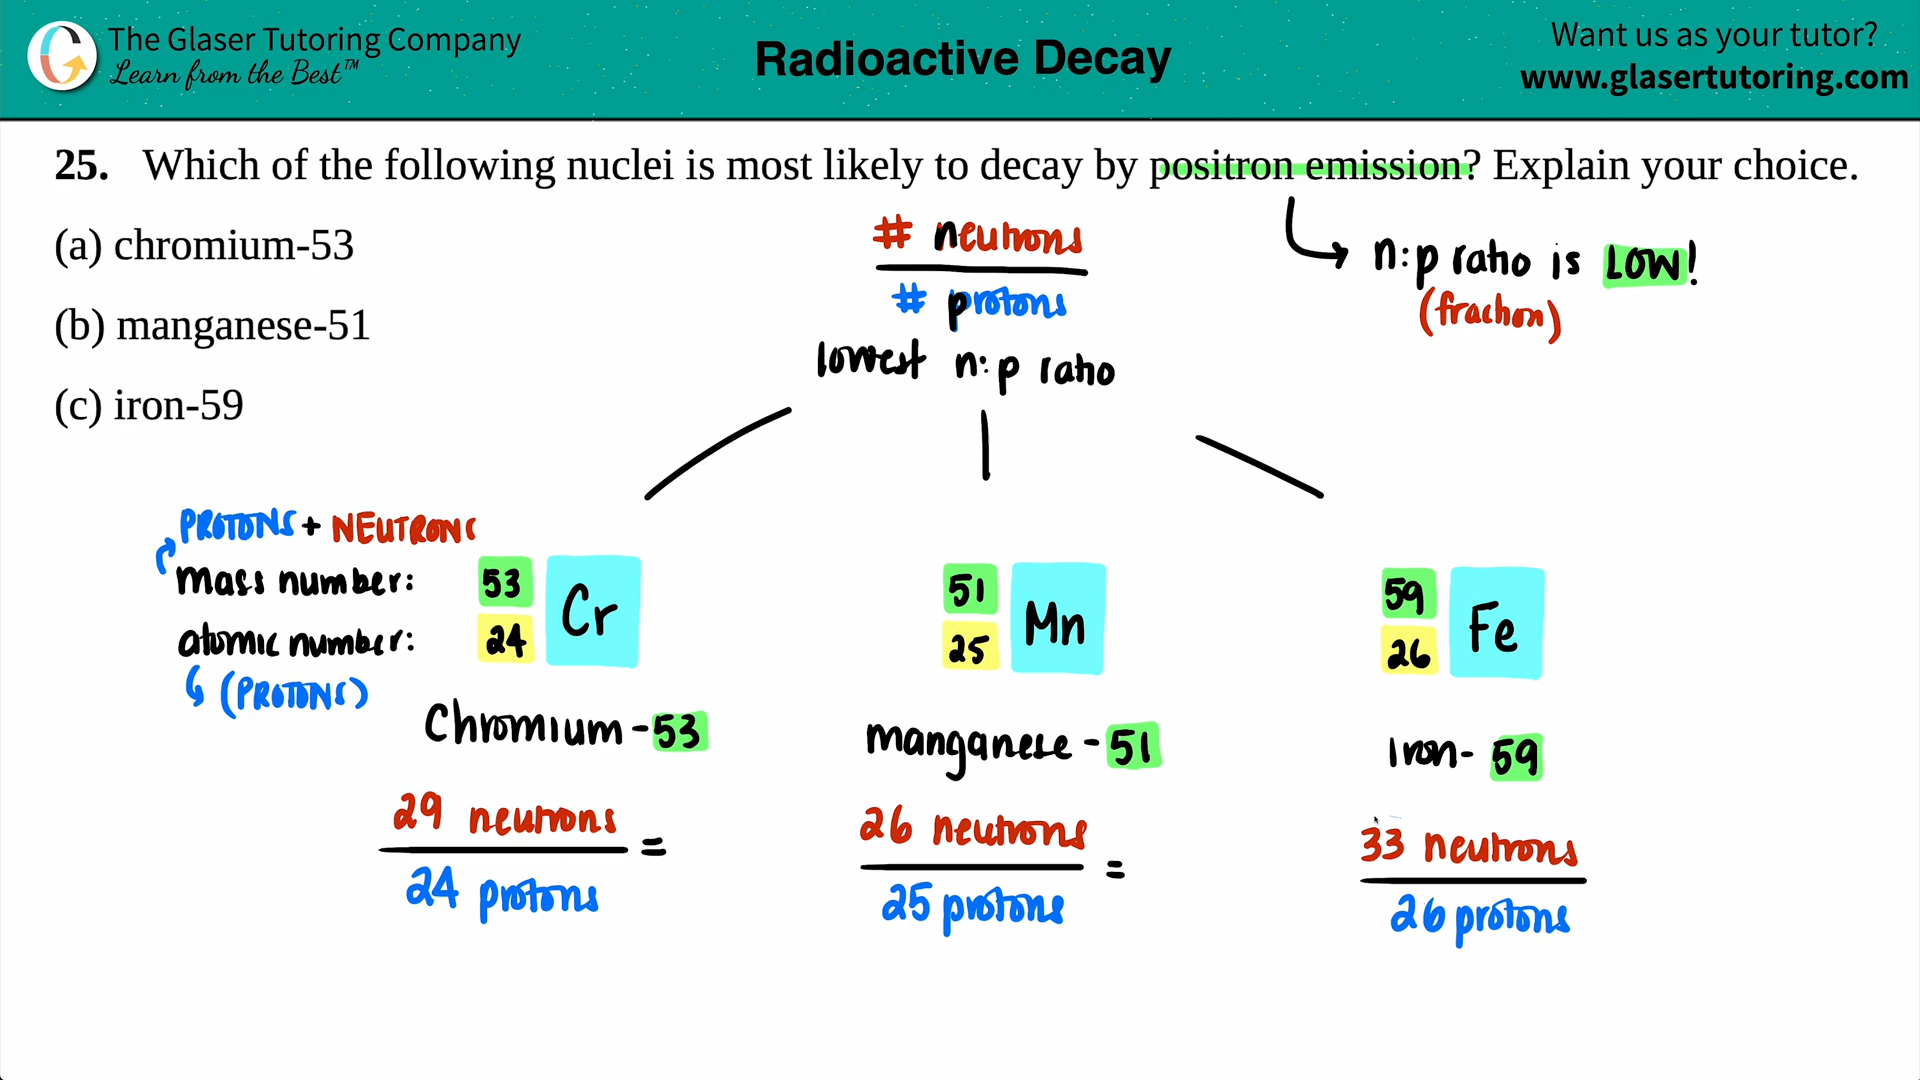 The Glaser Tutoring Company
Learn from the Best™
Radioactive Decay
Want us as your tutor?
www.glasertutoring.com
25. Which of the following nuclei is most likely to decay by positron emission? Explain your choice.
(a) chromium-53
(b) manganese-51
(c) iron-59
# neutrons
# protons
lowest n:p ratio
n:p ratio is LOW!
(fraction)
PROTONS + NEUTRONS
mass number:
atomic number:
(PROTONS)
53
24
Cr
Chromium-53
29 neutrons
24 protons
=
51
25
Mn
manganese-51
26 neutrons
25 protons
=
59
26
Fe
Iron-59
33 neutrons
26 protons